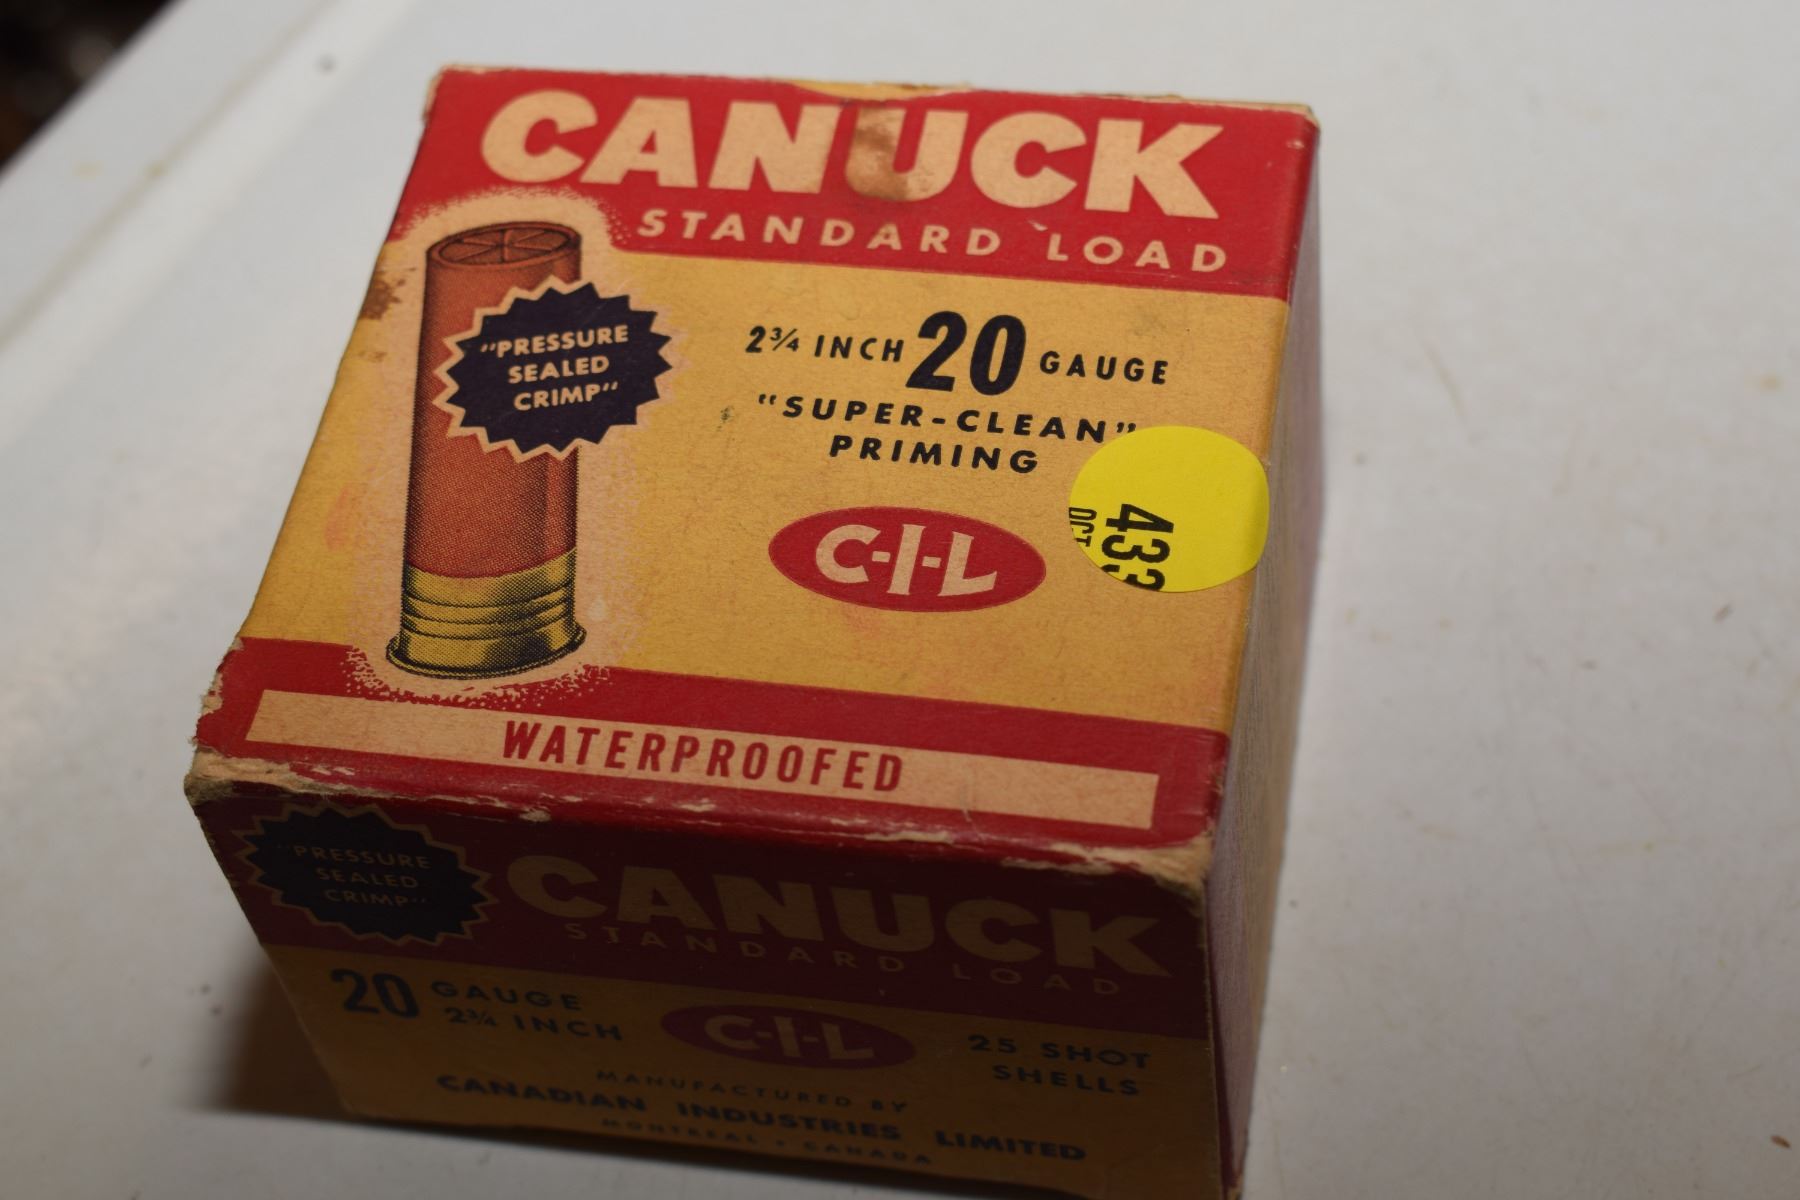 CANUCK
STANDARD LOAD
"PRESSURE
SEALED
CRIMP"
2¾ INCH 20 GAUGE
"SUPER-CLEAN"
PRIMING
C-I-L
433
OCT
WATERPROOFED
"PRESSURE
SEALED
CRIMP"
CANUCK
STANDARD LOAD
20 GAUGE
2¾ INCH
C-I-L
25 SHOT
SHELLS
MANUFACTURED BY
CANADIAN INDUSTRIES LIMITED
MONTREAL • CANADA